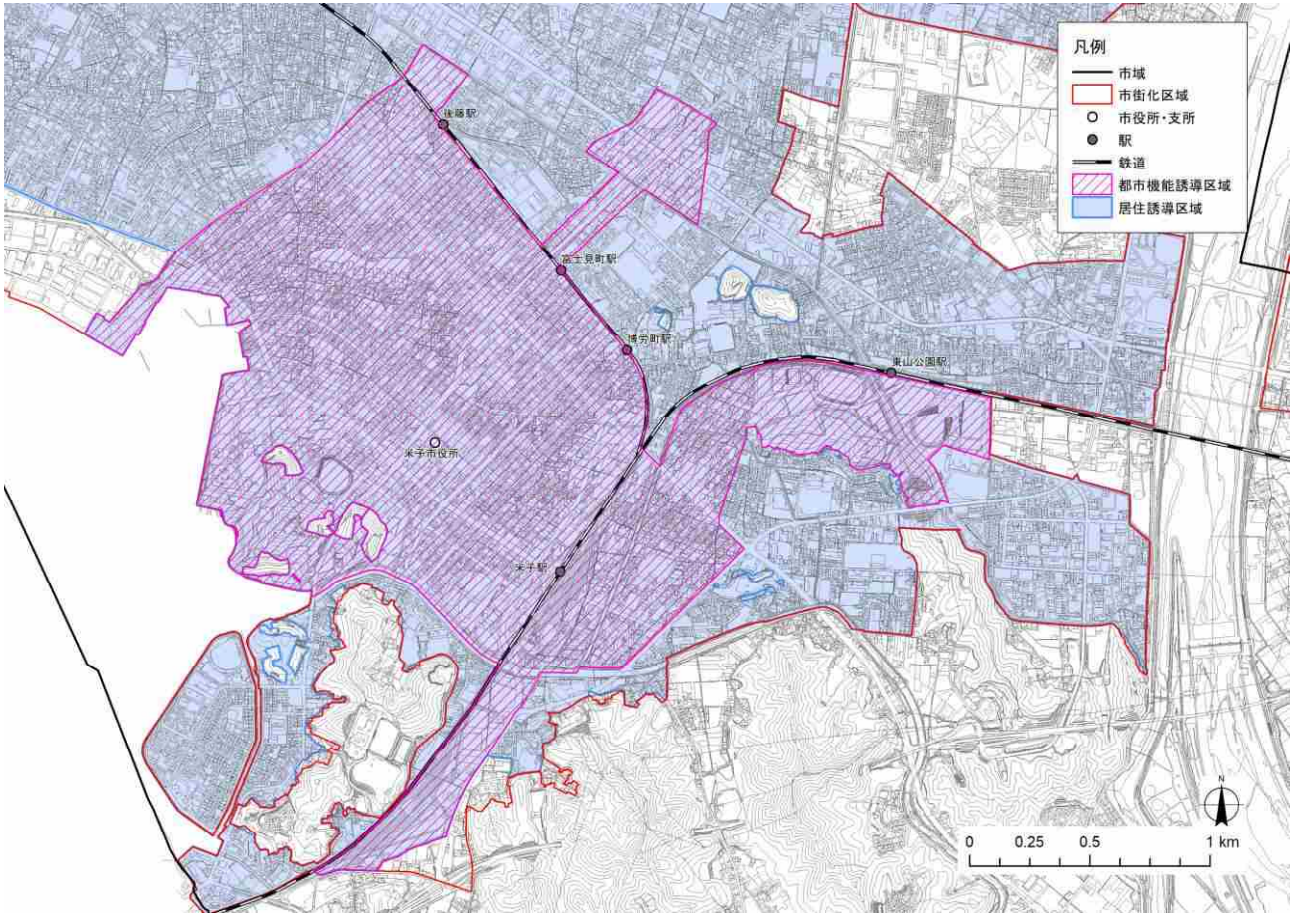 凡例
市域
市街化区域
市役所・支所
駅
鉄道
都市機能誘導区域
居住誘導区域
後藤駅
富士見町駅
博労町駅
東山公園駅
米子市役所
米子駅
N
0 0.25 0.5 1 km